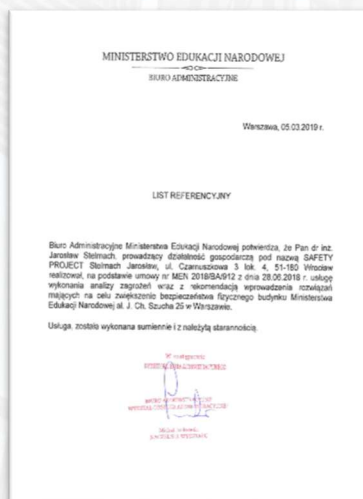 MINISTERSTWO EDUKACJI NARODOWEJ
BIURO ADMINISTRACYJNE
Warszawa, 05.03.2019 r.
LIST REFERENCYJNY
Biuro Administracyjne Ministerstwa Edukacji Narodowej potwierdza, że Pan dr inż.
Jarosław Stelmach, prowadzący działalność gospodarczą pod nazwą SAFETY
PROJECT Stelmach Jarosław, ul. Czarnuszkowa 3 lok. 4, 51-180 Wrocław
realizował, na podstawie umowy nr MEN 2018/BA/912 z dnia 28.06.2018 r. usługę
wykonania analizy zagrożeń wraz z rekomendacją wprowadzenia rozwiązań
mających na celu zwiększenie bezpieczeństwa fizycznego budynku Ministerstwa
Edukacji Narodowej al. J. Ch. Szucha 25 w Warszawie.
Usługa, została wykonana sumiennie i z należytą starannością.